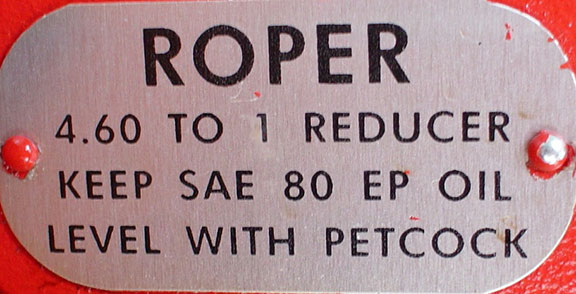 ROPER
4.60 TO 1 REDUCER
KEEP SAE 80 EP OIL
LEVEL WITH PETCOCK